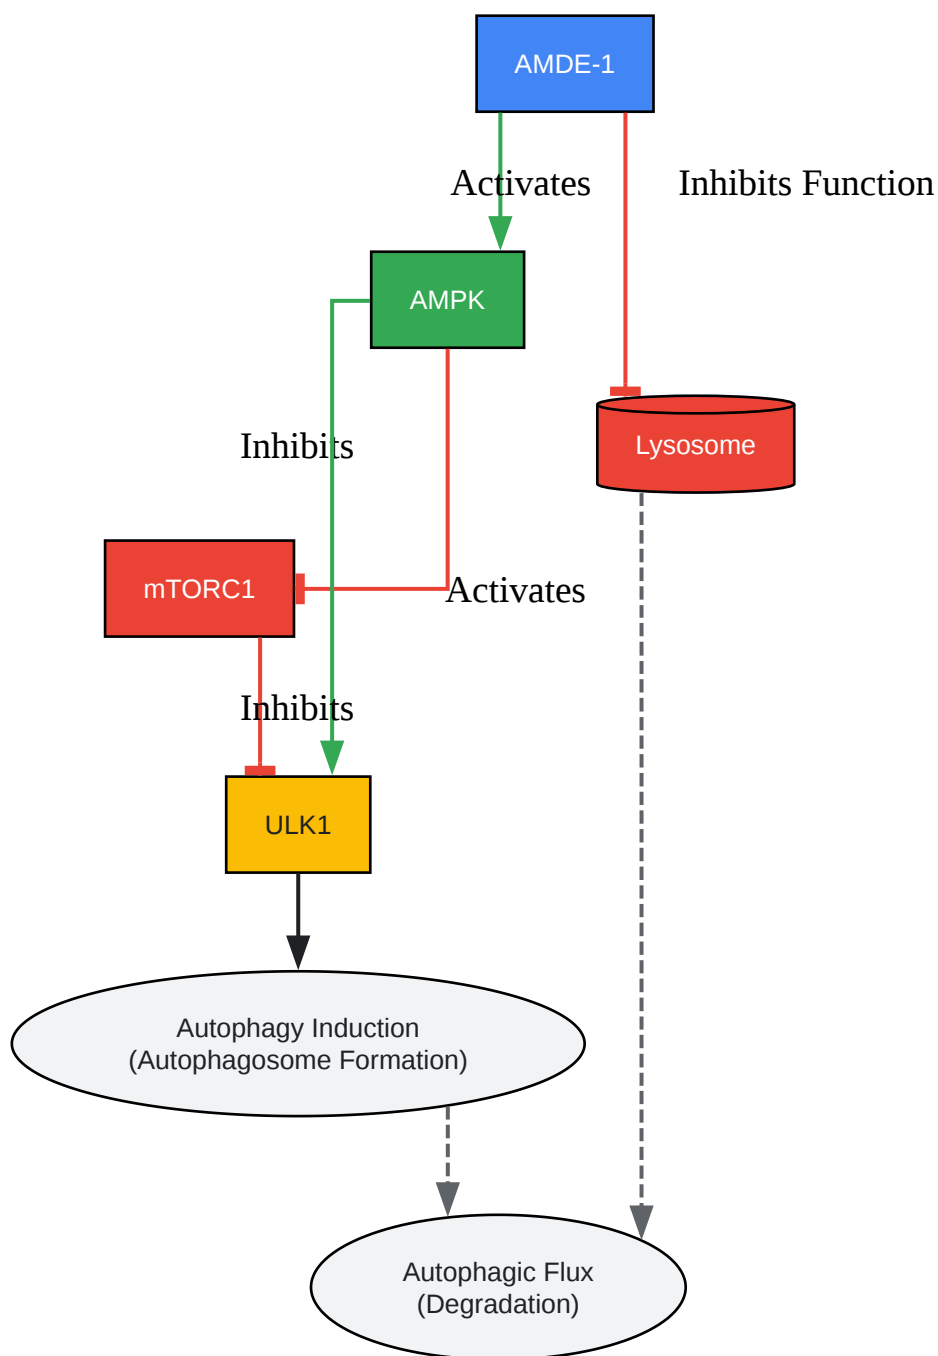 AMDE-1
Activates
Inhibits Function
AMPK
Inhibits
Lysosome
mTORC1
Activates
Inhibits
ULK1
Autophagy Induction
(Autophagosome Formation)
Autophagic Flux
(Degradation)